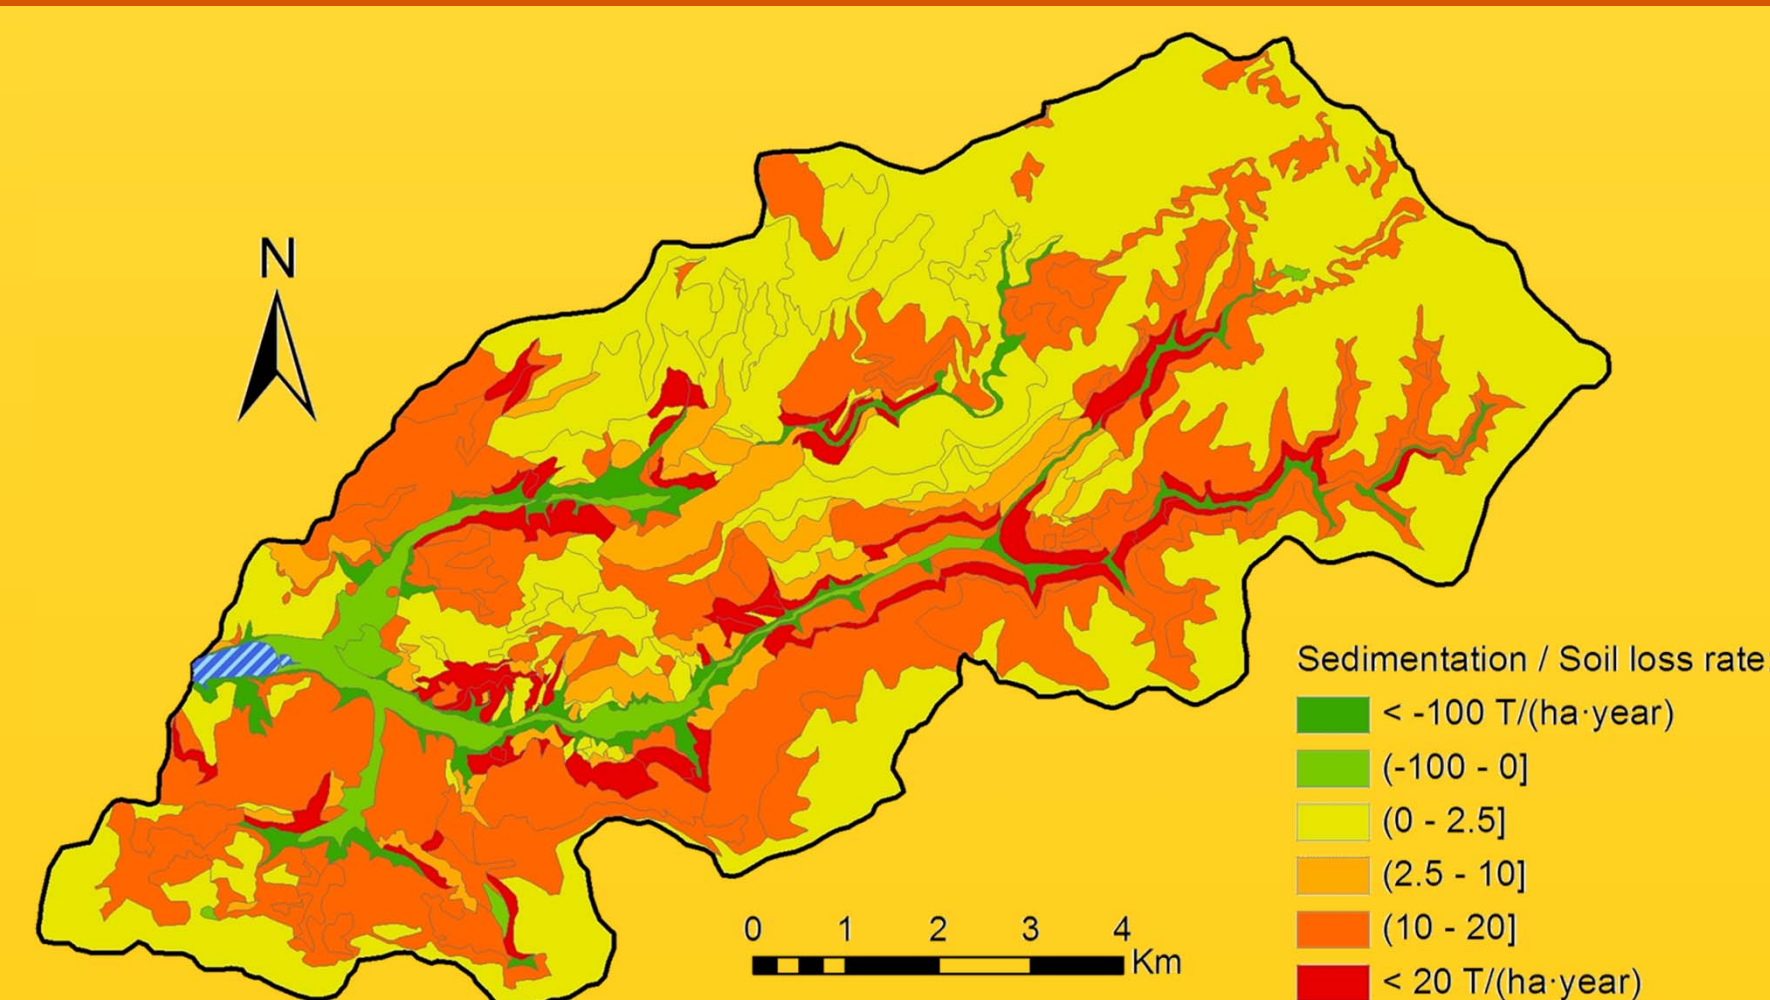 N
Sedimentation / Soil loss rate
< -100 T/(ha·year)
(-100 - 0]
(0 - 2.5]
(2.5 - 10]
(10 - 20]
< 20 T/(ha·year)
0 1 2 3 4
Km